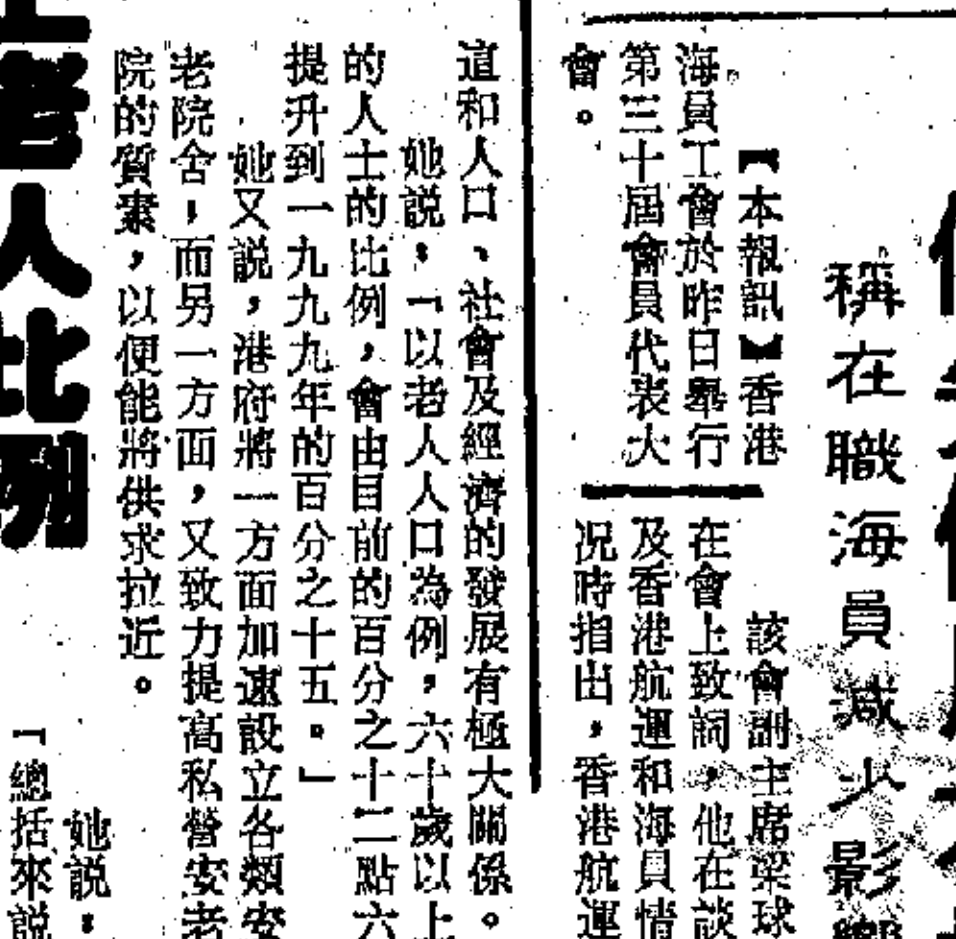 稱在職海員減少影響
【本報訊】香港
海員工會於昨日舉行
第三十屆會員代表大
會。
該會副主席梁球
在會上致詞，他在談
及香港航運和海員情
況時指出，香港航運
這和人口、社會及經濟的發展有極大關係。
她説，「以老人人口為例，六十歲以上
的人士的比例，會由目前的百分之十二點六
提升到一九九九年的百分之十五。」
她又説，港府將一方面加速設立各類安
老院舍，而另一方面，又致力提高私營安老
院的質素，以便能將供求拉近。
她説，
「總括來説
老人比例